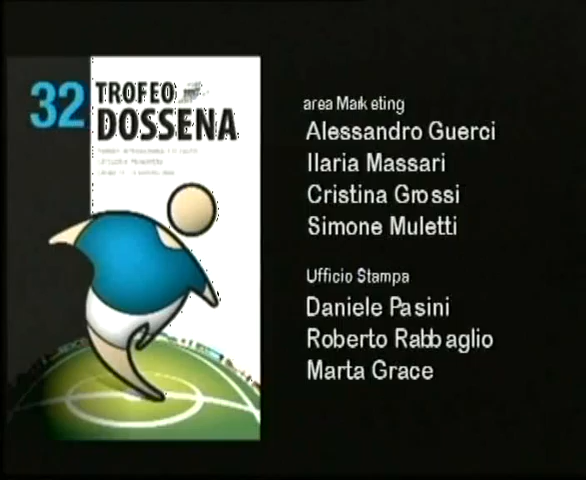 32
TROFEO
DOSSENA
area Marketing
Alessandro Guerci
Ilaria Massari
Cristina Grossi
Simone Muletti
Ufficio Stampa
Daniele Pasini
Roberto Rabbaglio
Marta Grace